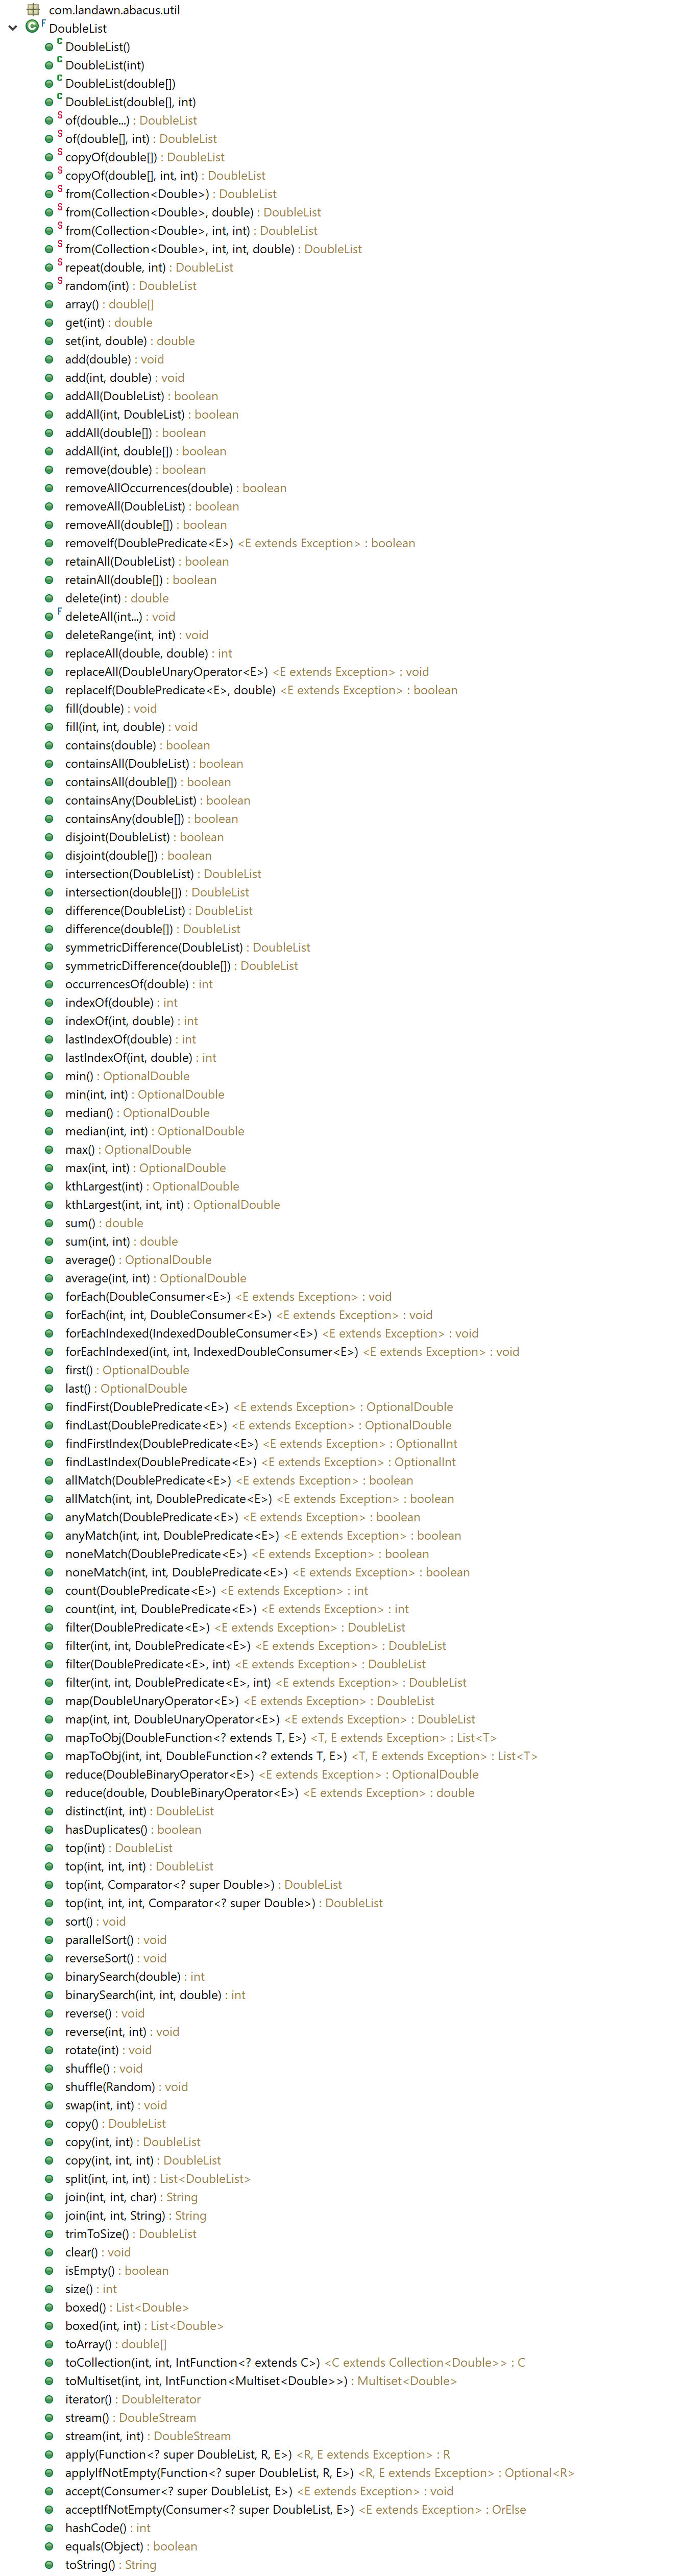 com.landawn.abacus.util
C F DoubleList
C DoubleList()
C DoubleList(int)
C DoubleList(double[])
C DoubleList(double[], int)
S of(double...) : DoubleList
S of(double[], int) : DoubleList
S copyOf(double[]) : DoubleList
S copyOf(double[], int, int) : DoubleList
S from(Collection<Double>) : DoubleList
S from(Collection<Double>, double) : DoubleList
S from(Collection<Double>, int, int) : DoubleList
S from(Collection<Double>, int, int, double) : DoubleList
S repeat(double, int) : DoubleList
S random(int) : DoubleList
array() : double[]
get(int) : double
set(int, double) : double
add(double) : void
add(int, double) : void
addAll(DoubleList) : boolean
addAll(int, DoubleList) : boolean
addAll(double[]) : boolean
addAll(int, double[]) : boolean
remove(double) : boolean
removeAllOccurrences(double) : boolean
removeAll(DoubleList) : boolean
removeAll(double[]) : boolean
removeIf(DoublePredicate<E>) <E extends Exception> : boolean
retainAll(DoubleList) : boolean
retainAll(double[]) : boolean
delete(int) : double
F deleteAll(int...) : void
deleteRange(int, int) : void
replaceAll(double, double) : int
replaceAll(DoubleUnaryOperator<E>) <E extends Exception> : void
replaceIf(DoublePredicate<E>, double) <E extends Exception> : boolean
fill(double) : void
fill(int, int, double) : void
contains(double) : boolean
containsAll(DoubleList) : boolean
containsAll(double[]) : boolean
containsAny(DoubleList) : boolean
containsAny(double[]) : boolean
disjoint(DoubleList) : boolean
disjoint(double[]) : boolean
intersection(DoubleList) : DoubleList
intersection(double[]) : DoubleList
difference(DoubleList) : DoubleList
difference(double[]) : DoubleList
symmetricDifference(DoubleList) : DoubleList
symmetricDifference(double[]) : DoubleList
occurrencesOf(double) : int
indexOf(double) : int
indexOf(int, double) : int
lastIndexOf(double) : int
lastIndexOf(int, double) : int
min() : OptionalDouble
min(int, int) : OptionalDouble
median() : OptionalDouble
median(int, int) : OptionalDouble
max() : OptionalDouble
max(int, int) : OptionalDouble
kthLargest(int) : OptionalDouble
kthLargest(int, int, int) : OptionalDouble
sum() : double
sum(int, int) : double
average() : OptionalDouble
average(int, int) : OptionalDouble
forEach(DoubleConsumer<E>) <E extends Exception> : void
forEach(int, int, DoubleConsumer<E>) <E extends Exception> : void
forEachIndexed(IndexedDoubleConsumer<E>) <E extends Exception> : void
forEachIndexed(int, int, IndexedDoubleConsumer<E>) <E extends Exception> : void
first() : OptionalDouble
last() : OptionalDouble
findFirst(DoublePredicate<E>) <E extends Exception> : OptionalDouble
findLast(DoublePredicate<E>) <E extends Exception> : OptionalDouble
findFirstIndex(DoublePredicate<E>) <E extends Exception> : OptionalInt
findLastIndex(DoublePredicate<E>) <E extends Exception> : OptionalInt
allMatch(DoublePredicate<E>) <E extends Exception> : boolean
allMatch(int, int, DoublePredicate<E>) <E extends Exception> : boolean
anyMatch(DoublePredicate<E>) <E extends Exception> : boolean
anyMatch(int, int, DoublePredicate<E>) <E extends Exception> : boolean
noneMatch(DoublePredicate<E>) <E extends Exception> : boolean
noneMatch(int, int, DoublePredicate<E>) <E extends Exception> : boolean
count(DoublePredicate<E>) <E extends Exception> : int
count(int, int, DoublePredicate<E>) <E extends Exception> : int
filter(DoublePredicate<E>) <E extends Exception> : DoubleList
filter(int, int, DoublePredicate<E>) <E extends Exception> : DoubleList
filter(DoublePredicate<E>, int) <E extends Exception> : DoubleList
filter(int, int, DoublePredicate<E>, int) <E extends Exception> : DoubleList
map(DoubleUnaryOperator<E>) <E extends Exception> : DoubleList
map(int, int, DoubleUnaryOperator<E>) <E extends Exception> : DoubleList
mapToObj(DoubleFunction<? extends T, E>) <T, E extends Exception> : List<T>
mapToObj(int, int, DoubleFunction<? extends T, E>) <T, E extends Exception> : List<T>
reduce(DoubleBinaryOperator<E>) <E extends Exception> : OptionalDouble
reduce(double, DoubleBinaryOperator<E>) <E extends Exception> : double
distinct(int, int) : DoubleList
hasDuplicates() : boolean
top(int) : DoubleList
top(int, int, int) : DoubleList
top(int, Comparator<? super Double>) : DoubleList
top(int, int, int, Comparator<? super Double>) : DoubleList
sort() : void
parallelSort() : void
reverseSort() : void
binarySearch(double) : int
binarySearch(int, int, double) : int
reverse() : void
reverse(int, int) : void
rotate(int) : void
shuffle() : void
shuffle(Random) : void
swap(int, int) : void
copy() : DoubleList
copy(int, int) : DoubleList
copy(int, int, int) : DoubleList
split(int, int, int) : List<DoubleList>
join(int, int, char) : String
join(int, int, String) : String
trimToSize() : DoubleList
clear() : void
isEmpty() : boolean
size() : int
boxed() : List<Double>
boxed(int, int) : List<Double>
toArray() : double[]
toCollection(int, int, IntFunction<? extends C>) <C extends Collection<Double>> : C
toMultiset(int, int, IntFunction<Multiset<Double>>) : Multiset<Double>
iterator() : DoubleIterator
stream() : DoubleStream
stream(int, int) : DoubleStream
apply(Function<? super DoubleList, R, E>) <R, E extends Exception> : R
applyIfNotEmpty(Function<? super DoubleList, R, E>) <R, E extends Exception> : Optional<R>
accept(Consumer<? super DoubleList, E>) <E extends Exception> : void
acceptIfNotEmpty(Consumer<? super DoubleList, E>) <E extends Exception> : OrElse
hashCode() : int
equals(Object) : boolean
toString() : String